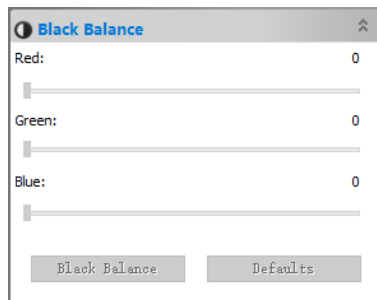 Black Balance
Red: 0
Green: 0
Blue: 0
Black Balance Defaults